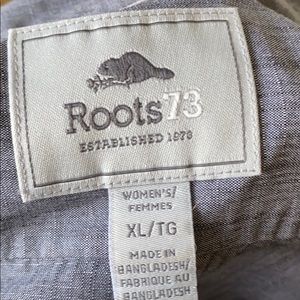 Roots73
ESTABLISHED 1973
WOMEN'S/
FEMMES
XL/TG
MADE IN
BANGLADESH/
FABRIQUÉ AU
BANGLADESH